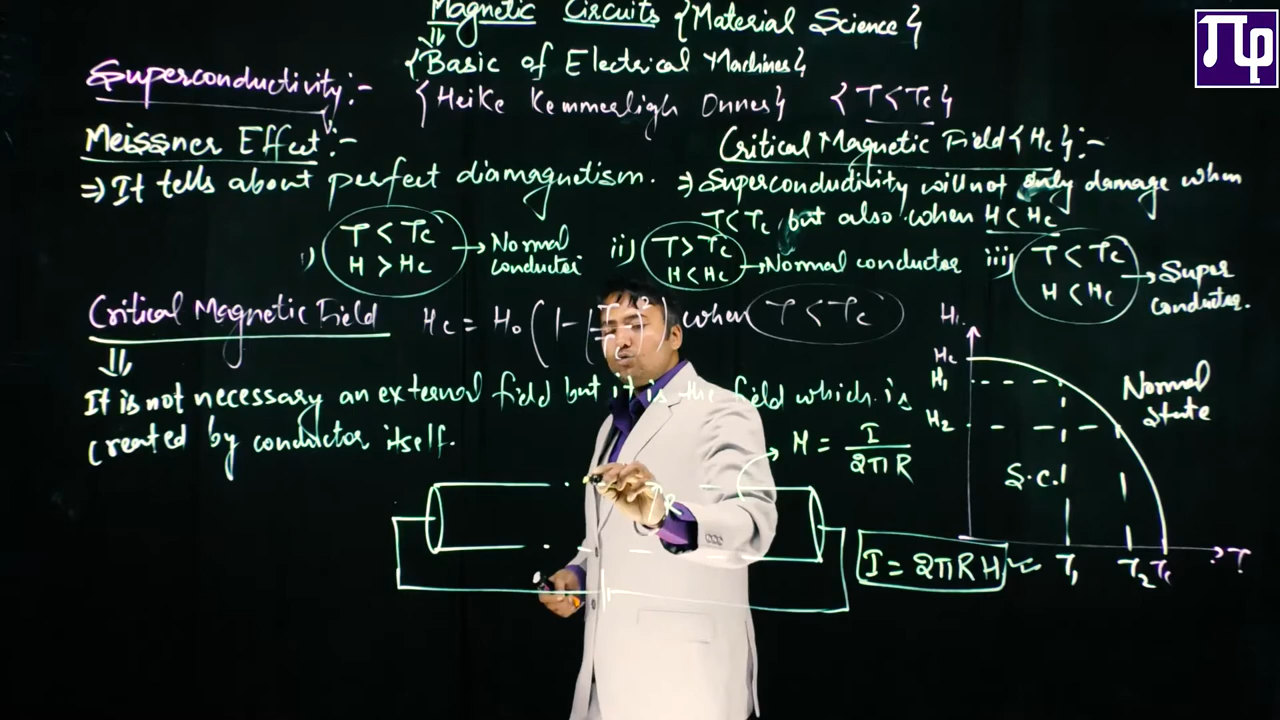 Magnetic Circuits {Material Science}
{Basic of Electrical Machines}
Superconductivity:-
{Heike Kemmerligh Onnes} {T<Tc}
Meissner Effect:-
⇒ It tells about perfect diamagnetism.
Critical Magnetic Field {Hc}:-
⇒ Superconductivity will not only damage when
T<Tc but also when H<Hc
i) T < Tc
H > Hc
→ Normal
conductor
ii) T > Tc
H < Hc
→ Normal conductor
iii) T < Tc
H < Hc
→ Super
conductor.
Critical Magnetic Field
Hc = H₀ (1 - when T < Tc
It is not necessary an external field but it is the field which is
created by conductor itself.
H = I / 2πR
R
I = 2πRH
Hc
H1
H2
Normal
state
S.C.
T1
T2
Tc
T
πφ